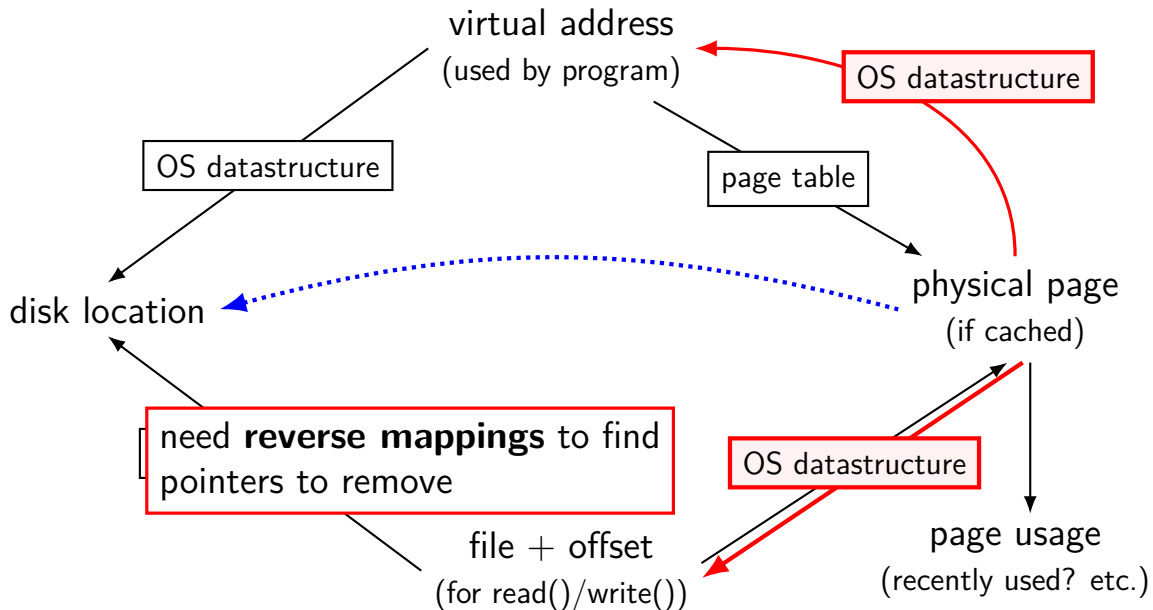 virtual address
(used by program)
OS datastructure
OS datastructure
page table
disk location
physical page
(if cached)
need reverse mappings to find
pointers to remove
OS datastructure
file + offset
(for read()/write())
page usage
(recently used? etc.)